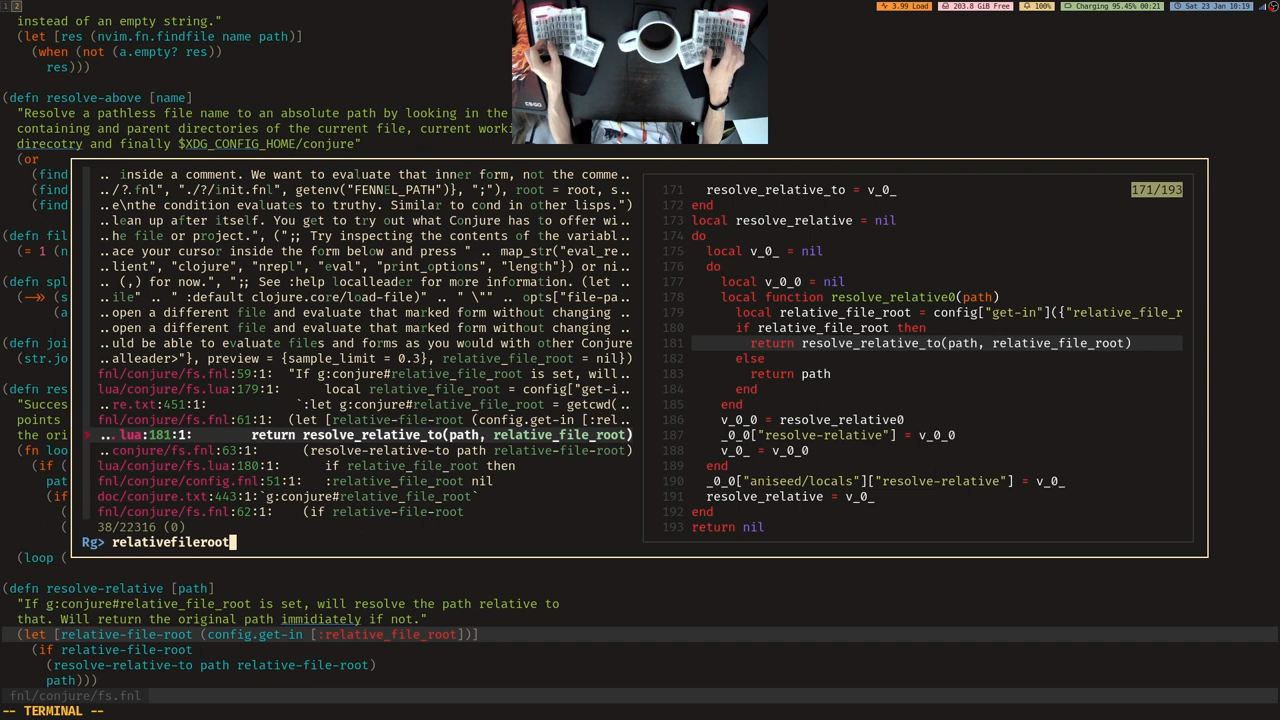 1 2
3.99 Load
203.8 GiB Free
100%
Charging 95.45% 00:21
Sat 23 Jan 10:19
instead of an empty string."
(let [res (nvim.fn.findfile name path)]
(when (not (a.empty? res))
res)))
(defn resolve-above [name]
"Resolve a pathless file name to an absolute path by looking in the
containing and parent directories of the current file, current worki
direcotry and finally $XDG_CONFIG_HOME/conjure"
(or
(find
(find
(find
(defn fil
(= 1 (n
(defn spl
(->> (s
(a
(defn joi
(str.jo
(defn res
"Succes
points
the ori
(fn loo
(if (
pat
(if
(
(
(loop (
.. inside a comment. We want to evaluate that inner form, not the comme..
../?.fnl", "./?/init.fnl", getenv("FENNEL_PATH")}, ";"), root = root, s..
..e\nthe condition evaluates to truthy. Similar to cond in other lisps.")
..lean up after itself. You get to try out what Conjure has to offer wi..
..he file or project.", (";; Try inspecting the contents of the variabl..
..ace your cursor inside the form below and press " .. map_str("eval_re..
..lient", "clojure", "nrepl", "eval", "print_options", "length"}) or ni..
.. (,) for now.", ";; See :help localleader for more information. (let ..
..ile" .. " :default clojure.core/load-file)" .. " \"" .. opts["file-pa..
..open a different file and evaluate that marked form without changing ..
..open a different file and evaluate that marked form without changing ..
..uld be able to evaluate files and forms as you would with other Conjure
..alleader>"}, preview = {sample_limit = 0.3}, relative_file_root = nil})
fnl/conjure/fs.fnl:59:1: "If g:conjure#relative_file_root is set, will..
lua/conjure/fs.lua:179:1: local relative_file_root = config["get-i..
..re.txt:451:1: `:let g:conjure#relative_file_root = getcwd(..
fnl/conjure/fs.fnl:61:1: (let [relative-file-root (config.get-in [:rel..
> ...lua:181:1: return resolve_relative_to(path, relative_file_root)
..conjure/fs.fnl:63:1: (resolve-relative-to path relative-file-root)
lua/conjure/fs.lua:180:1: if relative_file_root then
fnl/conjure/config.fnl:51:1: :relative_file_root nil
doc/conjure.txt:443:1:`g:conjure#relative_file_root`
fnl/conjure/fs.fnl:62:1: (if relative-file-root
38/22316 (0)
Rg> relativefileroot
171/193
171 resolve_relative_to = v_0_
172 end
173 local resolve_relative = nil
174 do
175 local v_0_ = nil
176 do
177 local v_0_0 = nil
178 local function resolve_relative0(path)
179 local relative_file_root = config["get-in"]({"relative_file_r
180 if relative_file_root then
181 return resolve_relative_to(path, relative_file_root)
182 else
183 return path
184 end
185 end
186 v_0_0 = resolve_relative0
187 _0_0["resolve-relative"] = v_0_0
188 v_0_ = v_0_0
189 end
190 _0_0["aniseed/locals"]["resolve-relative"] = v_0_
191 resolve_relative = v_0_
192 end
193 return nil
(defn resolve-relative [path]
"If g:conjure#relative_file_root is set, will resolve the path relative to
that. Will return the original path immidiately if not."
(let [relative-file-root (config.get-in [:relative_file_root])]
(if relative-file-root
(resolve-relative-to path relative-file-root)
path)))
fnl/conjure/fs.fnl
-- TERMINAL --